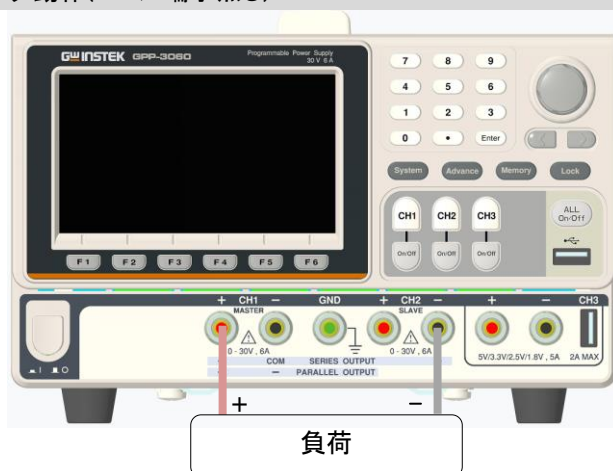 GW INSTEK GPP-3060
Programmable Power Supply
30 V 6 A
7 8 9
4 5 6
1 2 3
0 • Enter
System Advance Memory Lock
CH1 CH2 CH3
On/Off On/Off On/Off
ALL
On/Off
F 1 F 2 F 3 F 4 F 5 F 6
+ CH1 − GND + CH2 − + − CH3
MASTER SLAVE
0 - 30V , 6A 0 - 30V , 6A
5V/3.3V/2.5V/1.8V , 5A 2A MAX
COM SERIES OUTPUT
− PARALLEL OUTPUT
I O
+ −
負荷